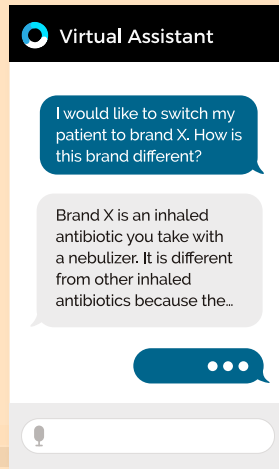 Virtual Assistant
I would like to switch my
patient to brand X. How is
this brand different?
Brand X is an inhaled
antibiotic you take with
a nebulizer. It is different
from other inhaled
antibiotics because the...